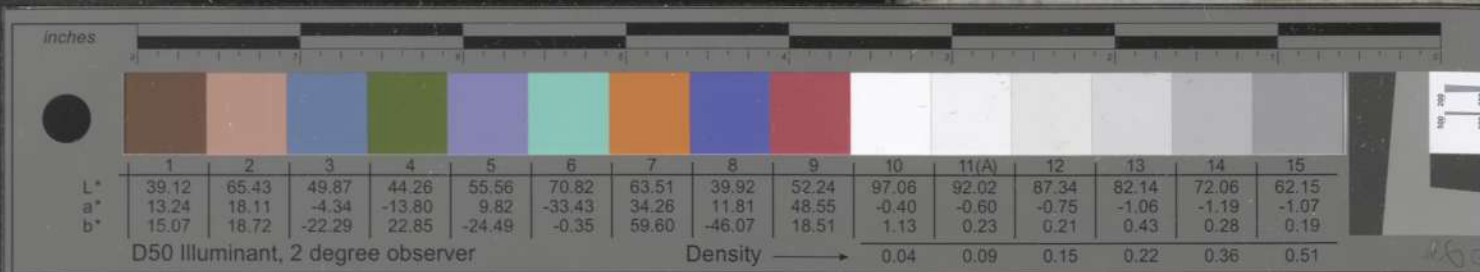 inches
1 2 3 4 5 6 7 8 9 10 11(A) 12 13 14 15
L* 39.12 65.43 49.87 44.26 55.56 70.82 63.51 39.92 52.24 97.06 92.02 87.34 82.14 72.06 62.15
a* 13.24 18.11 -4.34 -13.80 9.82 -33.43 34.26 11.81 48.55 -0.40 -0.60 -0.75 -1.06 -1.19 -1.07
b* 15.07 18.72 -22.29 22.85 -24.49 -0.35 59.60 -46.07 18.51 1.13 0.23 0.21 0.43 0.28 0.19
D50 Illuminant, 2 degree observer Density 0.04 0.09 0.15 0.22 0.36 0.51